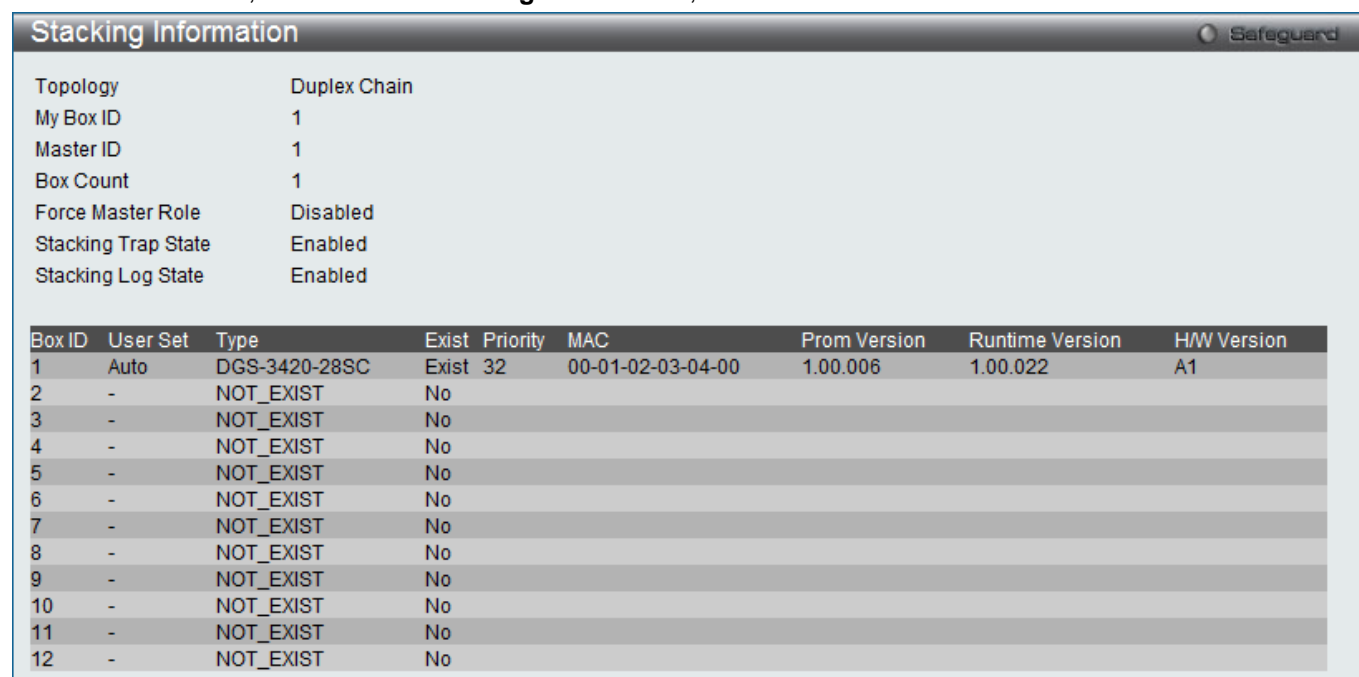 Stacking Information Safeguard
Topology Duplex Chain
My Box ID 1
Master ID 1
Box Count 1
Force Master Role Disabled
Stacking Trap State Enabled
Stacking Log State Enabled
Box ID User Set Type Exist Priority MAC Prom Version Runtime Version H/W Version
1 Auto DGS-3420-28SC Exist 32 00-01-02-03-04-00 1.00.006 1.00.022 A1
2 - NOT_EXIST No
3 - NOT_EXIST No
4 - NOT_EXIST No
5 - NOT_EXIST No
6 - NOT_EXIST No
7 - NOT_EXIST No
8 - NOT_EXIST No
9 - NOT_EXIST No
10 - NOT_EXIST No
11 - NOT_EXIST No
12 - NOT_EXIST No